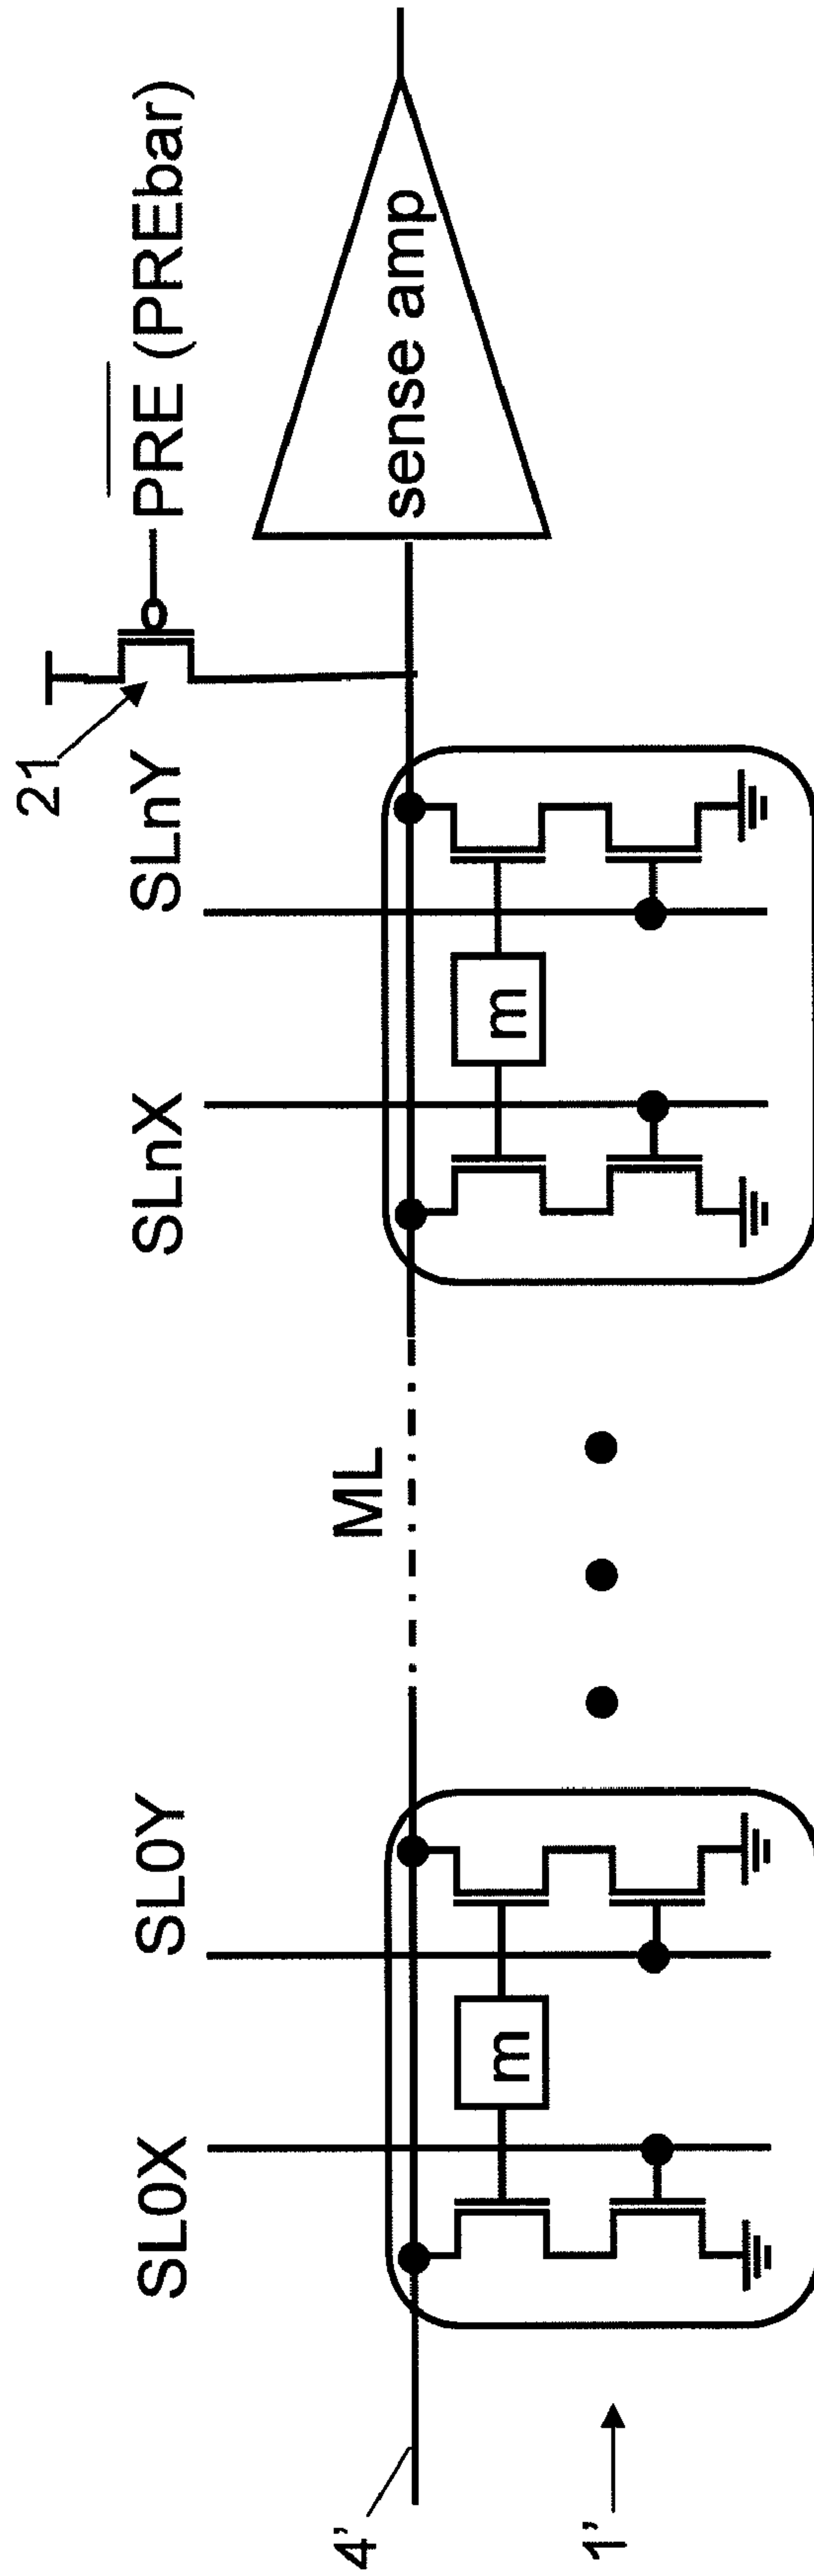 21
PRE (PREbar)
SL0X
SL0Y
SLnX
SLnY
ML
sense amp
4'
m
m
1'